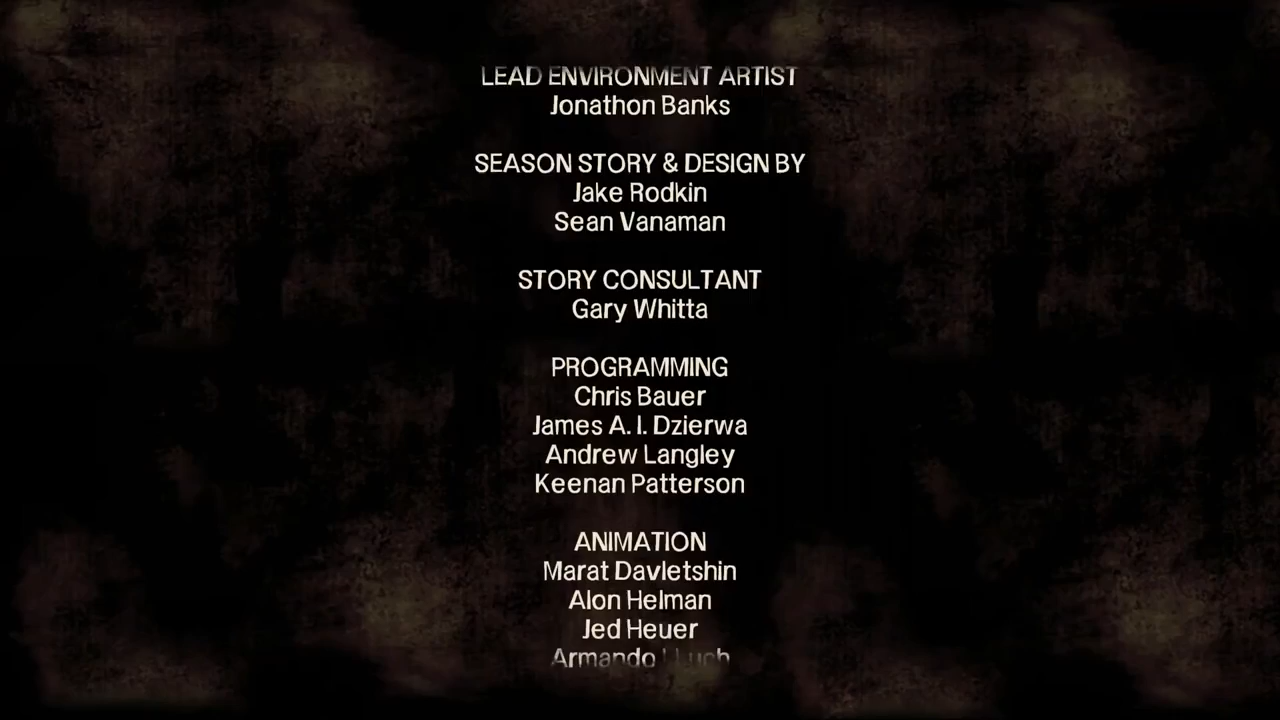 LEAD ENVIRONMENT ARTIST
Jonathon Banks
SEASON STORY & DESIGN BY
Jake Rodkin
Sean Vanaman
STORY CONSULTANT
Gary Whitta
PROGRAMMING
Chris Bauer
James A. I. Dzierwa
Andrew Langley
Keenan Patterson
ANIMATION
Marat Davletshin
Alon Helman
Jed Heuer
Armando